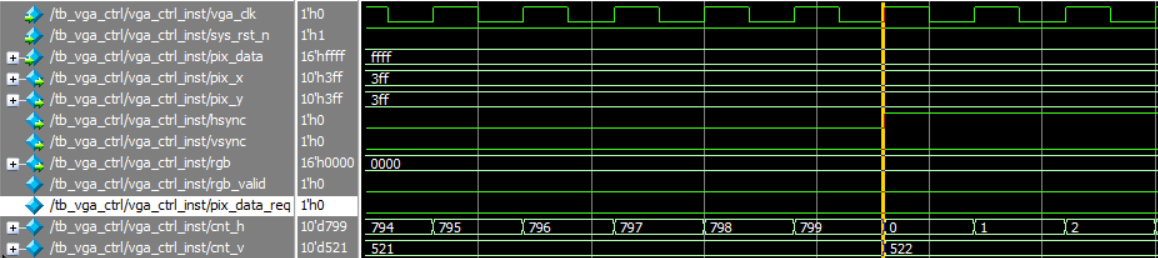 /tb_vga_ctrl/vga_ctrl_inst/vga_clk 1'h0
/tb_vga_ctrl/vga_ctrl_inst/sys_rst_n 1'h1
/tb_vga_ctrl/vga_ctrl_inst/pix_data 16'hffff ffff
/tb_vga_ctrl/vga_ctrl_inst/pix_x 10'h3ff 3ff
/tb_vga_ctrl/vga_ctrl_inst/pix_y 10'h3ff 3ff
/tb_vga_ctrl/vga_ctrl_inst/hsync 1'h0
/tb_vga_ctrl/vga_ctrl_inst/vsync 1'h0
/tb_vga_ctrl/vga_ctrl_inst/rgb 16'h0000 0000
/tb_vga_ctrl/vga_ctrl_inst/rgb_valid 1'h0
/tb_vga_ctrl/vga_ctrl_inst/pix_data_req 1'h0
/tb_vga_ctrl/vga_ctrl_inst/cnt_h 10'd799 794 795 796 797 798 799 0 1 2
/tb_vga_ctrl/vga_ctrl_inst/cnt_v 10'd521 521 522